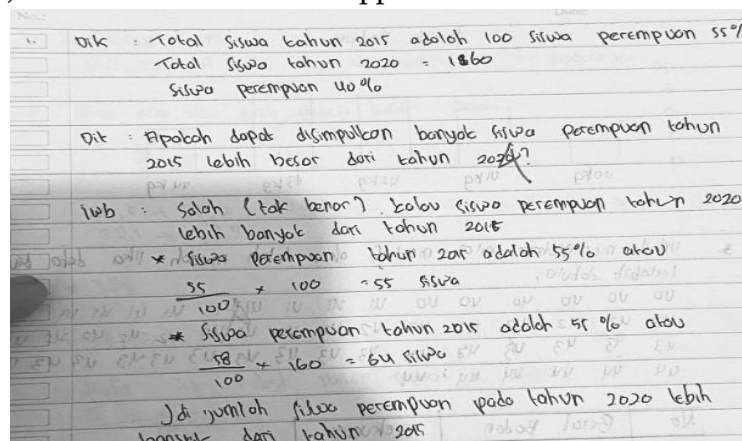 1. Dik : Total siswa tahun 2015 adalah 100 siswa perempuan 55%
Total siswa tahun 2020 = 160
siswa perempuan 40%
Dit : Apakah dapat disimpulkan banyak siswa perempuan tahun
2015 lebih besar dari tahun 2020?
jwb : Salah (tak benar). kalau siswa perempuan tahun 2020
lebih banyak dari tahun 2015
* siswa perempuan tahun 2015 adalah 55% atau
55/100 × 100 = 55 siswa
* siswa perempuan tahun 2015 adalah 55% atau
58/100 × 160 = 64 siswa
Jdi jumlah siswa perempuan pada tahun 2020 lebih
banyak dari tahun 2015